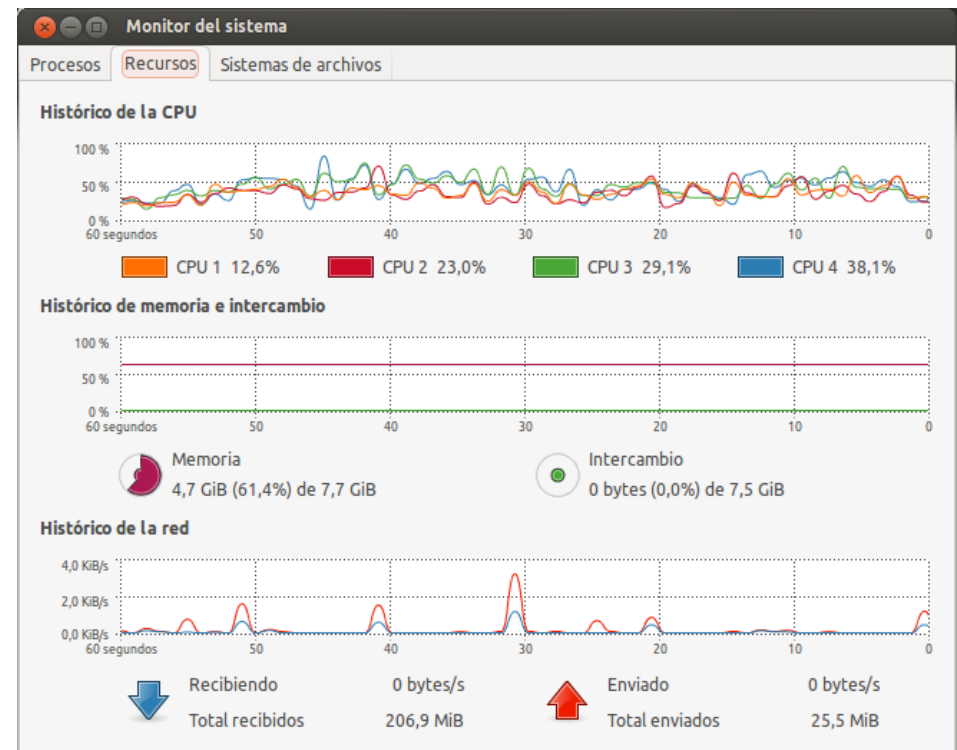 Monitor del sistema
Procesos Recursos Sistemas de archivos
Histórico de la CPU
100 %
50 %
0 %
60 segundos 50 40 30 20 10 0
CPU 1 12,6% CPU 2 23,0% CPU 3 29,1% CPU 4 38,1%
Histórico de memoria e intercambio
100 %
50 %
0 %
60 segundos 50 40 30 20 10 0
Memoria Intercambio
4,7 GiB (61,4%) de 7,7 GiB 0 bytes (0,0%) de 7,5 GiB
Histórico de la red
4,0 KiB/s
2,0 KiB/s
0,0 KiB/s
60 segundos 50 40 30 20 10 0
Recibiendo 0 bytes/s Enviado 0 bytes/s
Total recibidos 206,9 MiB Total enviados 25,5 MiB